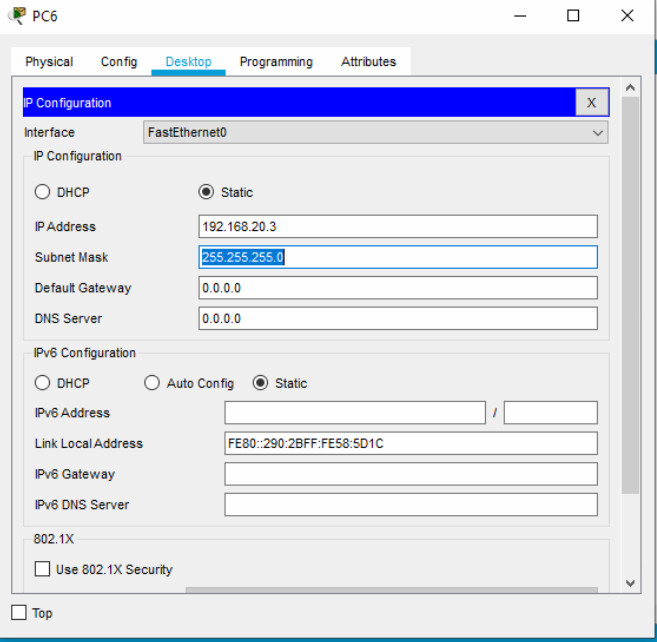 PC6
Physical Config Desktop Programming Attributes
IP Configuration X
Interface FastEthernet0
IP Configuration
DHCP Static
IP Address 192.168.20.3
Subnet Mask 255.255.255.0
Default Gateway 0.0.0.0
DNS Server 0.0.0.0
IPv6 Configuration
DHCP Auto Config Static
IPv6 Address /
Link Local Address FE80::290:2BFF:FE58:5D1C
IPv6 Gateway
IPv6 DNS Server
802.1X
Use 802.1X Security
Top